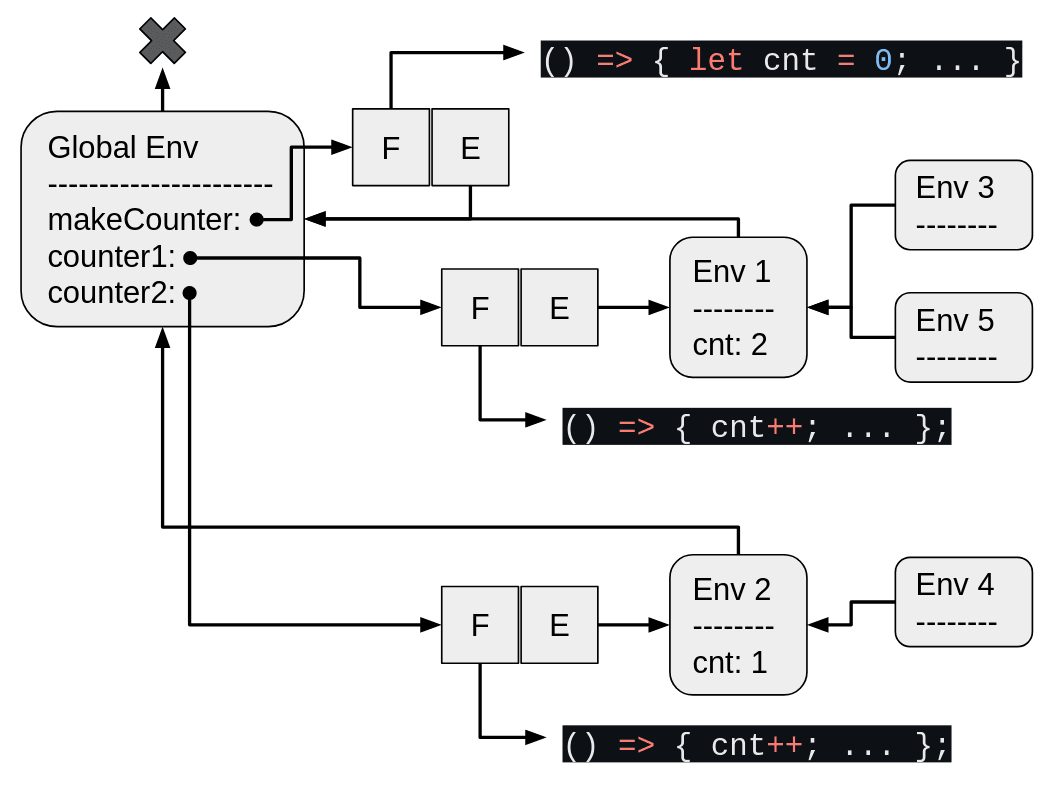 () => { let cnt = 0; ... }
Global Env
----------------------
makeCounter:
counter1:
counter2:
F E
Env 3
--------
Env 1
--------
cnt: 2
F E
Env 5
--------
() => { cnt++; ... };
F E
Env 2
--------
cnt: 1
Env 4
--------
() => { cnt++; ... };